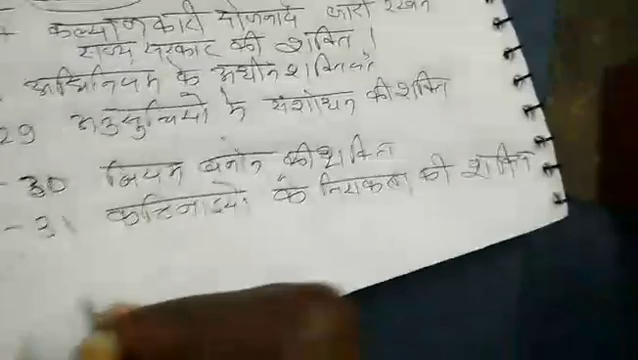 कल्याणकारी योजनाये जारी रखने
राज्य सरकार की शक्ति।
अधिनियम के अधीन शक्तियों
29 अनुसुचियो मे संशोधन की शक्ति
- 30 नियम बनाने की शक्ति
- 31 कठिनाइयो के निराकरण की शक्ति